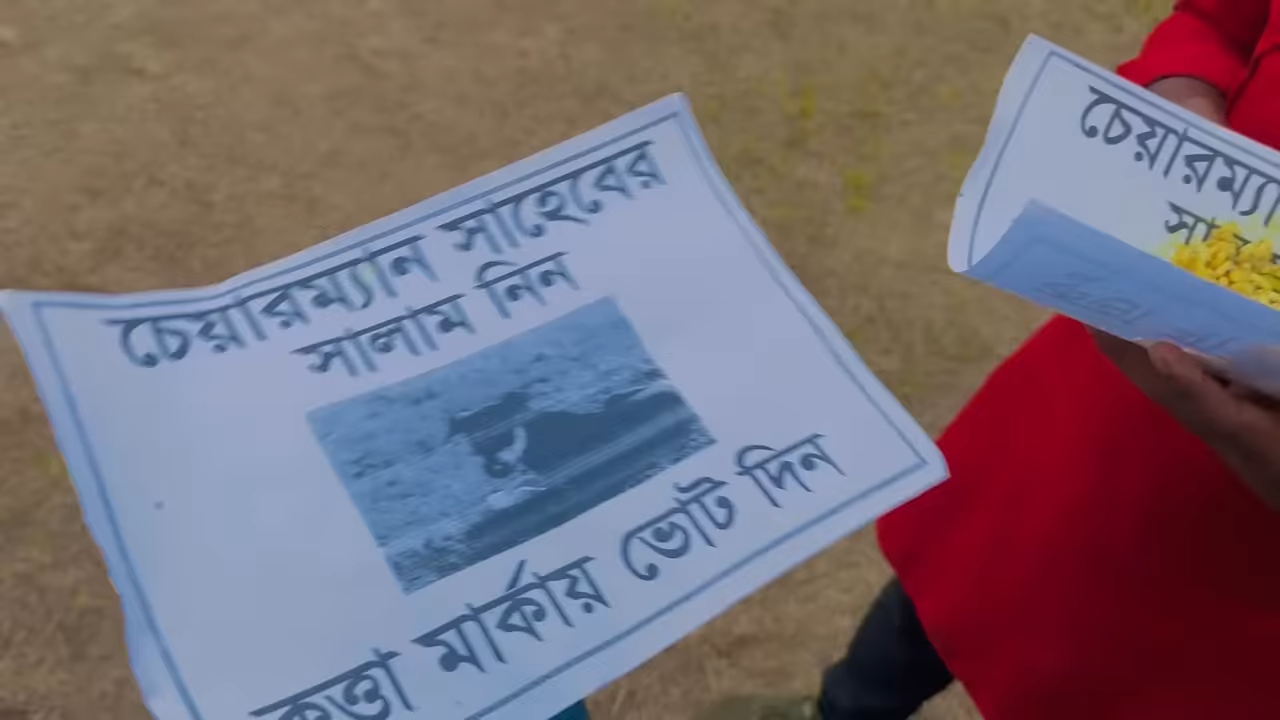 চেয়ারম্যান সাহেবের
সালাম নিন
মার্কায় ভোট দিন
চেয়ারম্যা
সা